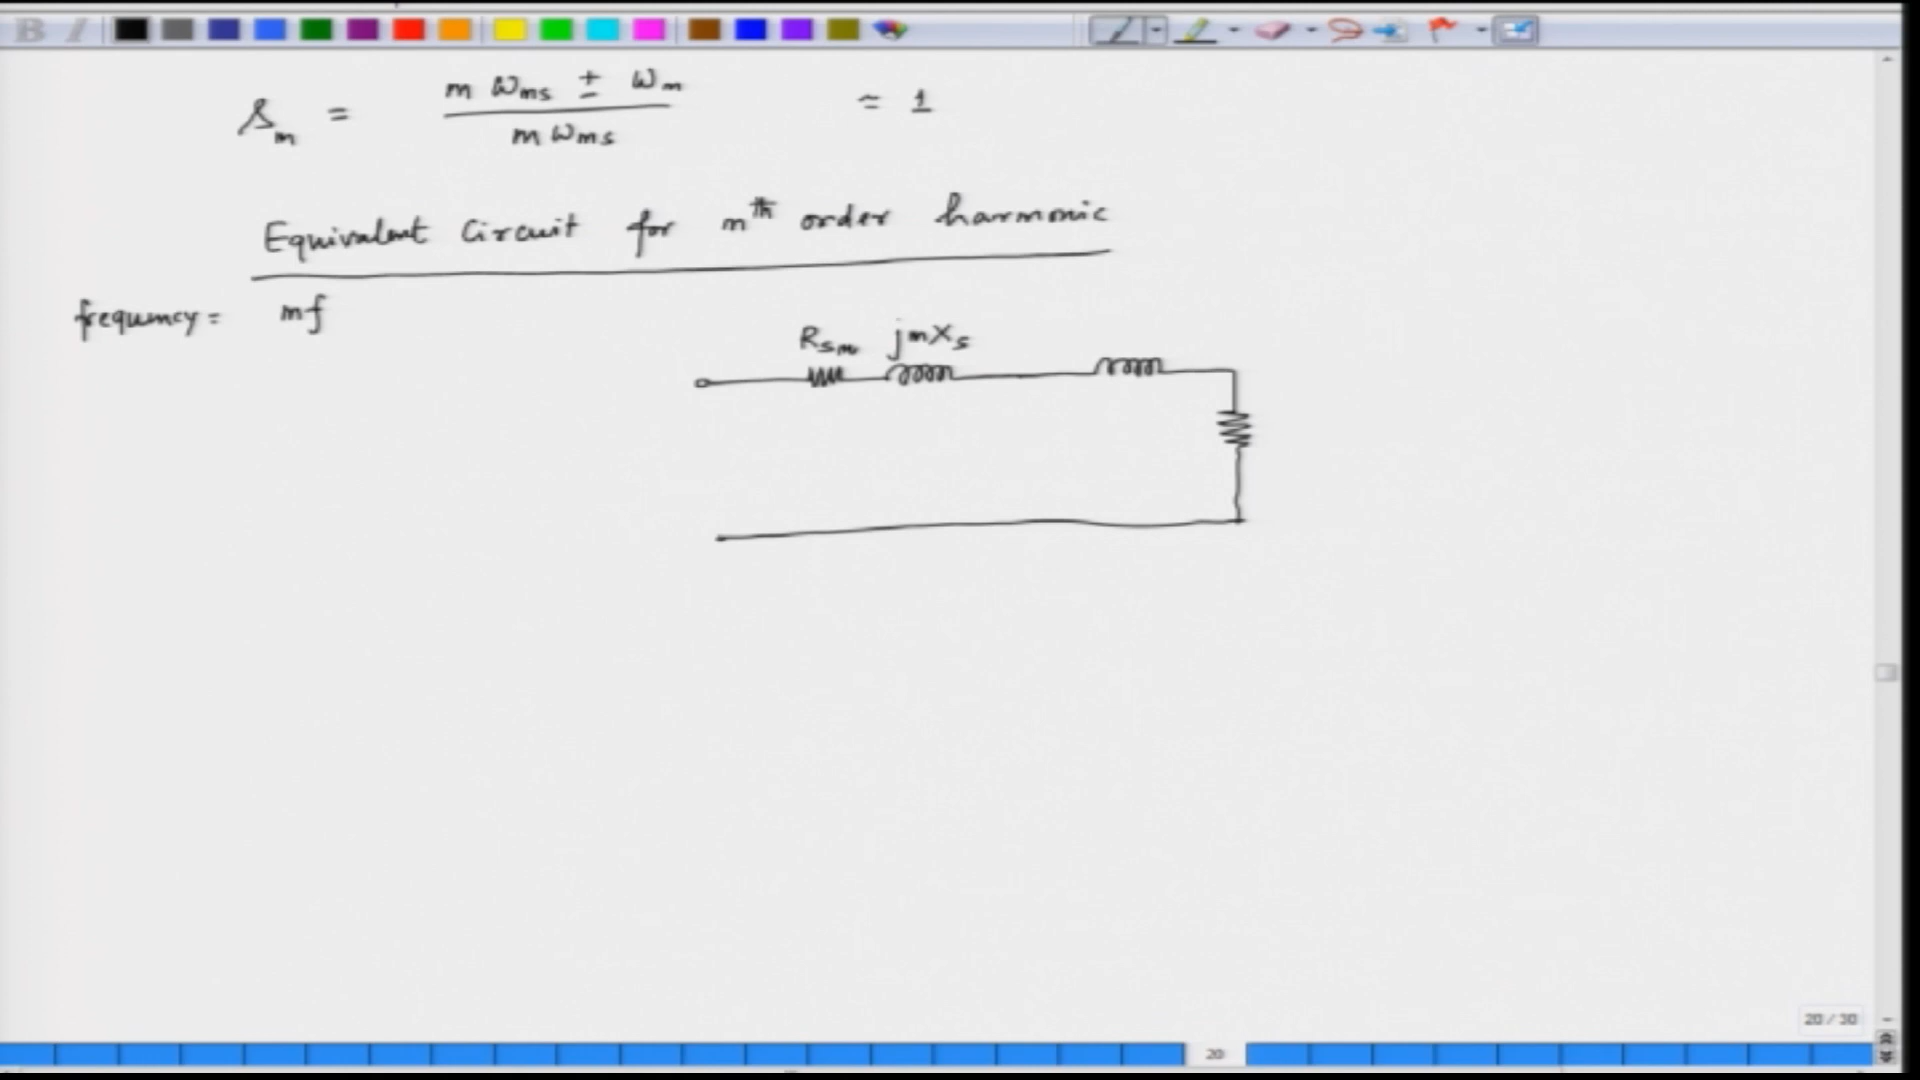 B I
S_m = (m ω_ms ± ω_m) / (m ω_ms) ≃ 1
Equivalent Circuit for m^th order harmonic
frequency = mf
R_sm jmX_s
20 / 30
20